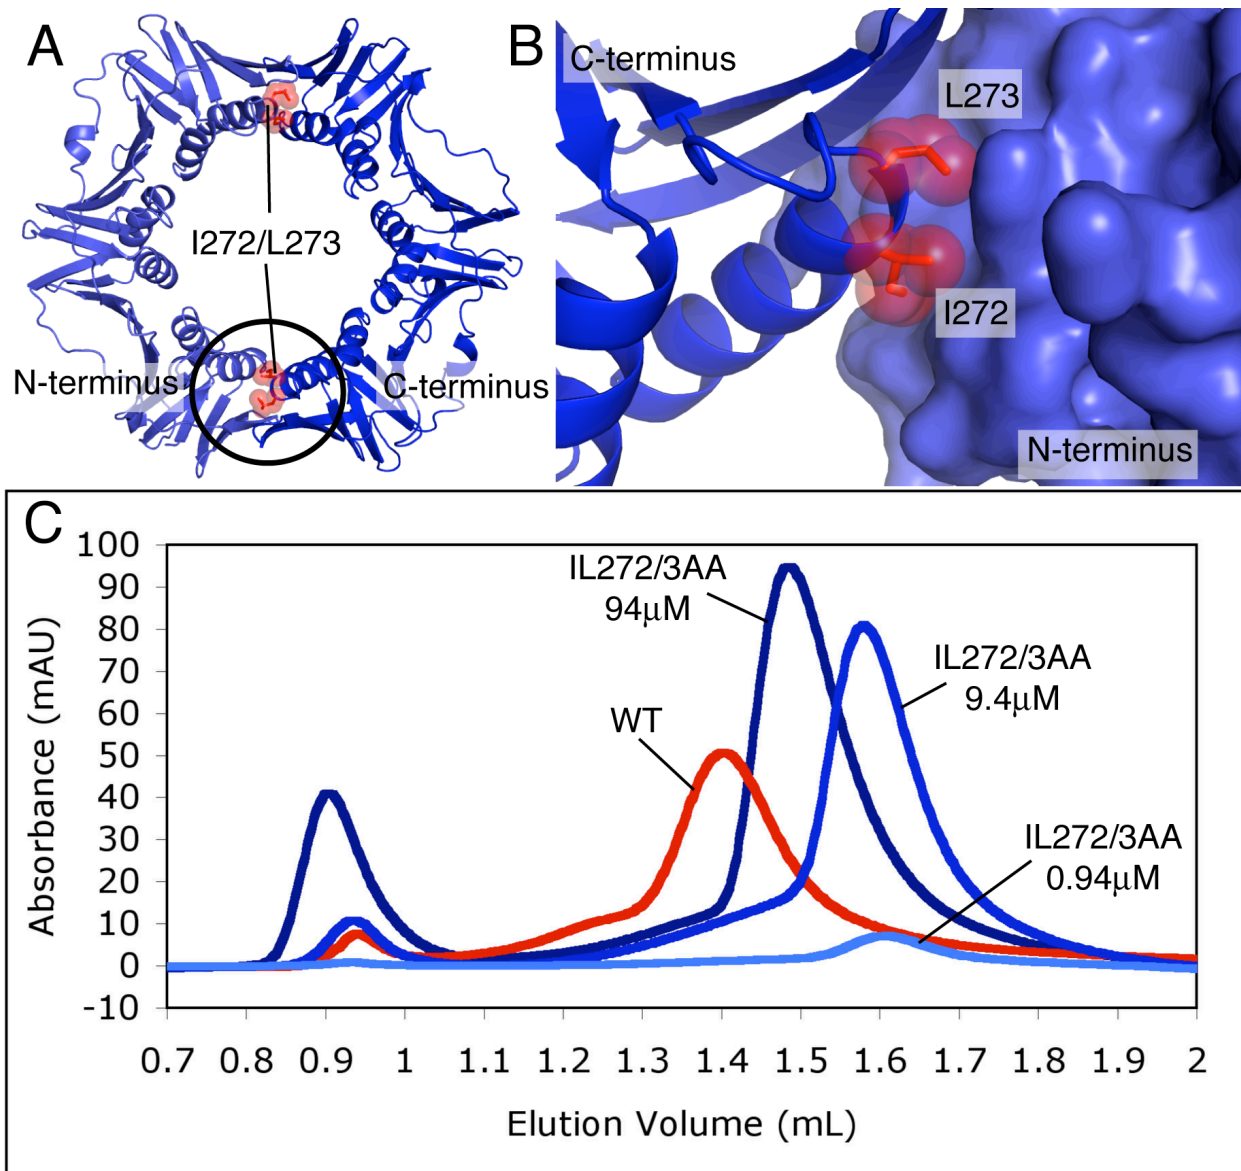 A
I272/L273
N-terminus
C-terminus
B
C-terminus
L273
I272
N-terminus
C
100
90
80
70
60
50
40
30
20
10
0
-10
Absorbance (mAU)
IL272/3AA
94μM
WT
IL272/3AA
9.4μM
IL272/3AA
0.94μM
0.7 0.8 0.9 1 1.1 1.2 1.3 1.4 1.5 1.6 1.7 1.8 1.9 2
Elution Volume (mL)